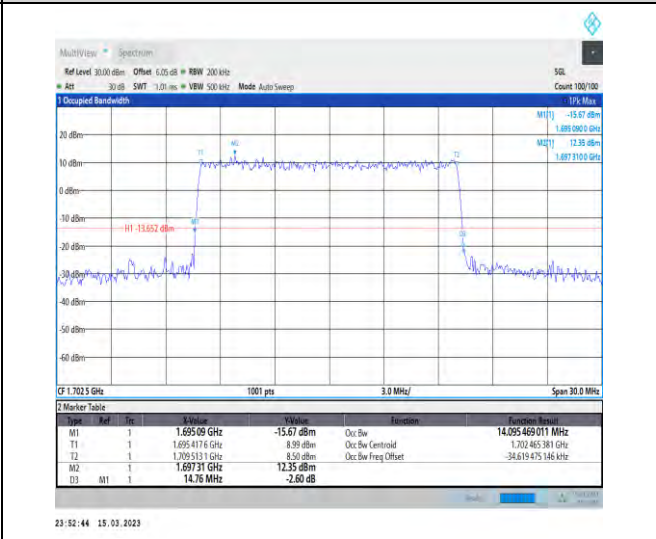 MultiView Spectrum
Ref Level 30.00 dBm Offset 6.05 dB RBW 200 kHz SGL
Att 30 dB SWT 1.01 ms VBW 500 kHz Mode Auto Sweep Count 100/100
1 Occupied Bandwidth 1Pk Max
M1[1] -15.67 dBm
1.695 0900 GHz
M2[1] 12.35 dBm
1.697 3100 GHz
20 dBm
M2
T1
T2
10 dBm
0 dBm
-10 dBm
M1
H1 -13.652 dBm
D3
-20 dBm
-30 dBm
-40 dBm
-50 dBm
-60 dBm
CF 1.702 5 GHz 1001 pts 3.0 MHz/ Span 30.0 MHz
2 Marker Table
Type Ref Trc X-Value Y-Value Function Function Result
M1 1 1.695 09 GHz -15.67 dBm Occ Bw 14.095 469 011 MHz
T1 1 1.695 417 6 GHz 8.99 dBm Occ Bw Centroid 1.702 465 381 GHz
T2 1 1.709 513 1 GHz 8.50 dBm Occ Bw Freq Offset -34.619 475 146 kHz
M2 1 1.697 31 GHz 12.35 dBm
D3 M1 1 14.76 MHz -2.60 dB
23:52:44 15.03.2023